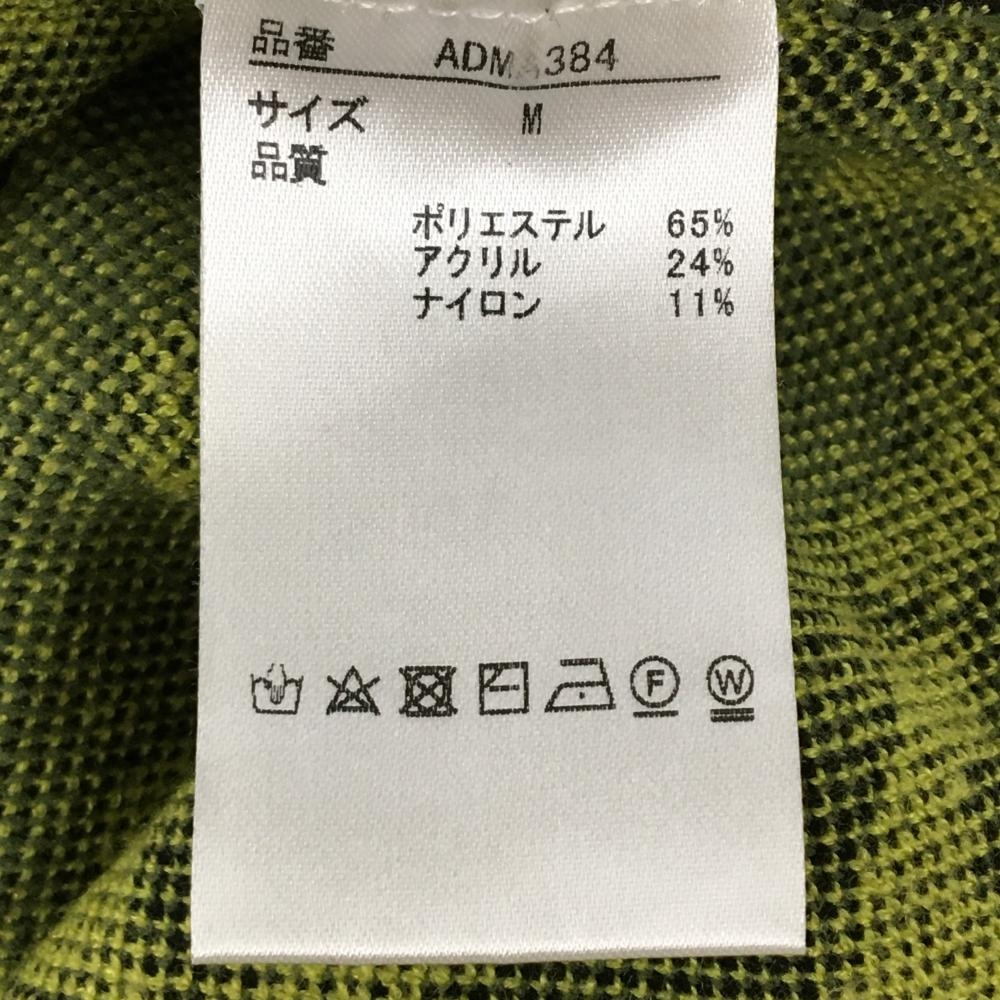 品番 ADMA384
サイズ M
品質
ポリエステル 65%
アクリル 24%
ナイロン 11%
F W